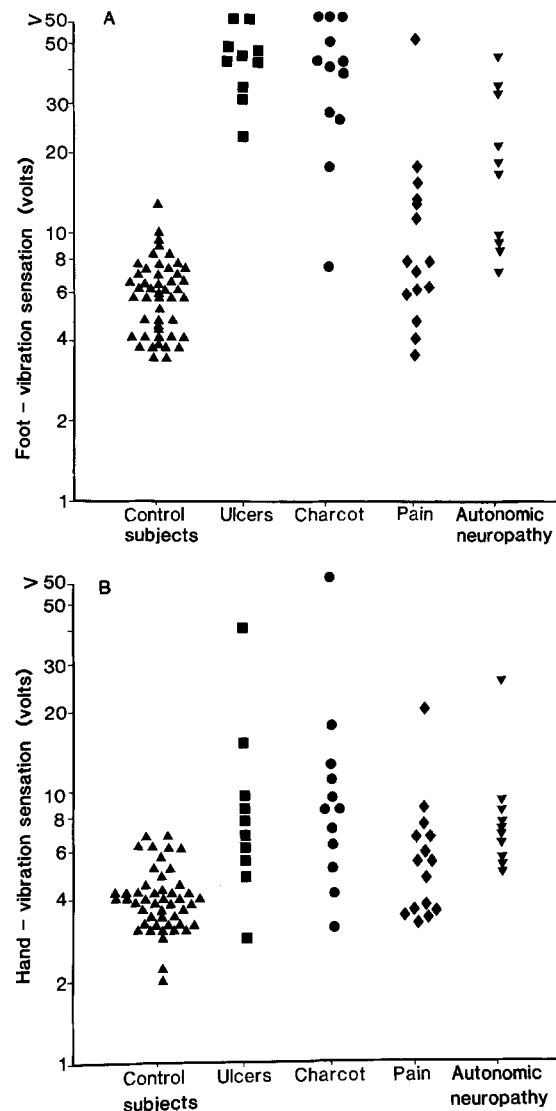 A
>50
50
30
20
10
8
6
4
2
1
Foot – vibration sensation (volts)
Control subjects
Ulcers
Charcot
Pain
Autonomic neuropathy
B
>50
50
30
20
10
8
6
4
2
1
Hand – vibration sensation (volts)
Control subjects
Ulcers
Charcot
Pain
Autonomic neuropathy